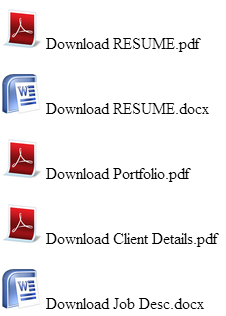 Download RESUME.pdf
Download RESUME.docx
Download Portfolio.pdf
Download Client Details.pdf
Download Job Desc.docx